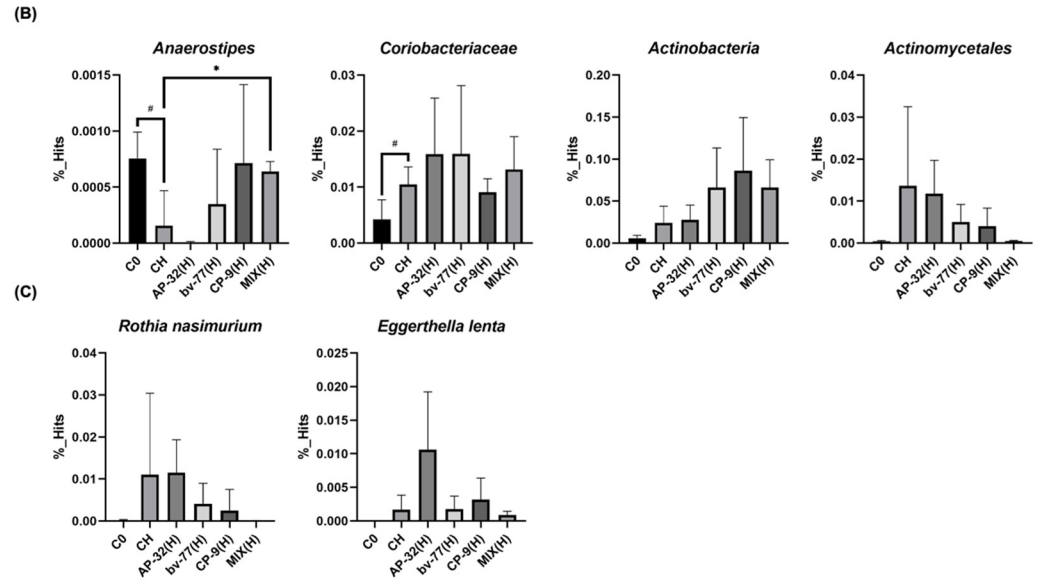 (B)
Anaerostipes
%_Hits
0.0015
0.0010
0.0005
0.0000
#
*
C0
CH
AP-32(H)
bv-77(H)
CP-9(H)
MIX(H)
Coriobacteriaceae
%_Hits
0.03
0.02
0.01
0.00
#
C0
CH
AP-32(H)
bv-77(H)
CP-9(H)
MIX(H)
Actinobacteria
%_Hits
0.20
0.15
0.10
0.05
0.00
C0
CH
AP-32(H)
bv-77(H)
CP-9(H)
MIX(H)
Actinomycetales
%_Hits
0.04
0.03
0.02
0.01
0.00
C0
CH
AP-32(H)
bv-77(H)
CP-9(H)
MIX(H)
(C)
Rothia nasimurium
%_Hits
0.04
0.03
0.02
0.01
0.00
C0
CH
AP-32(H)
bv-77(H)
CP-9(H)
MIX(H)
Eggerthella lenta
%_Hits
0.025
0.020
0.015
0.010
0.005
0.000
C0
CH
AP-32(H)
bv-77(H)
CP-9(H)
MIX(H)